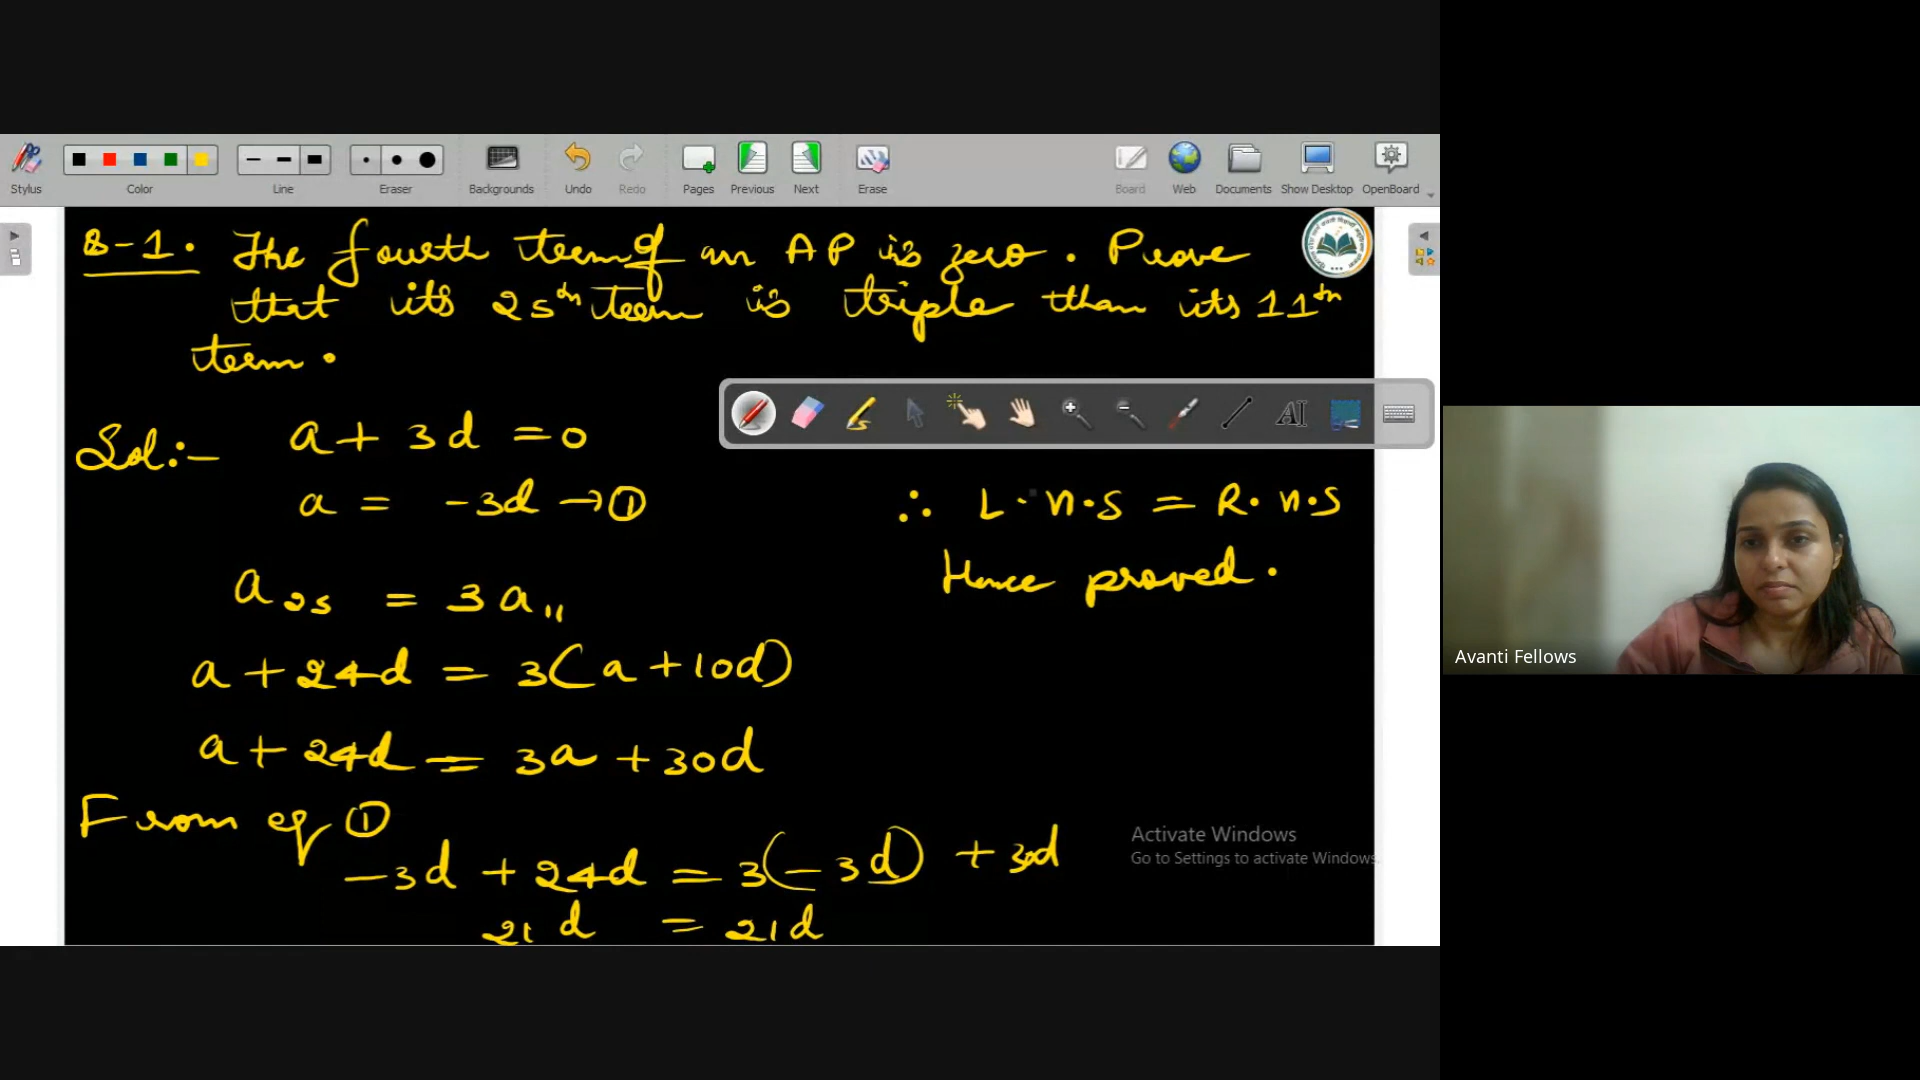 Stylus Color Line Eraser Backgrounds Undo Redo Pages Previous Next Erase Board Web Documents Show Desktop OpenBoard
Q-1. The fourth term of an AP is zero. Prove
that its 25th term is triple than its 11th
term.
Sol:- a + 3d = 0
a = -3d → ①
a25 = 3a11
a + 24d = 3(a + 10d)
a + 24d = 3a + 30d
From eq ①
-3d + 24d = 3(-3d) + 30d
21d = 21d
∴ L.H.S = R.H.S
Hence proved.
AI
Activate Windows
Go to Settings to activate Windows.
Avanti Fellows